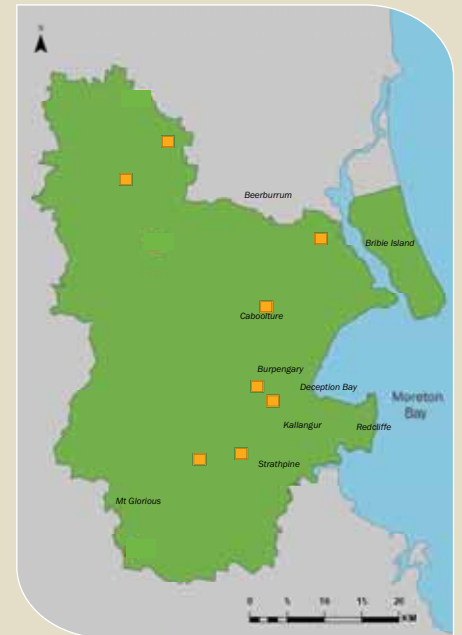 N
Beerburrum
Bribie Island
Caboolture
Burpengary
Deception Bay
Moreton
Bay
Kallangur
Redcliffe
Strathpine
Mt Glorious
0 5 10 15 20
KM